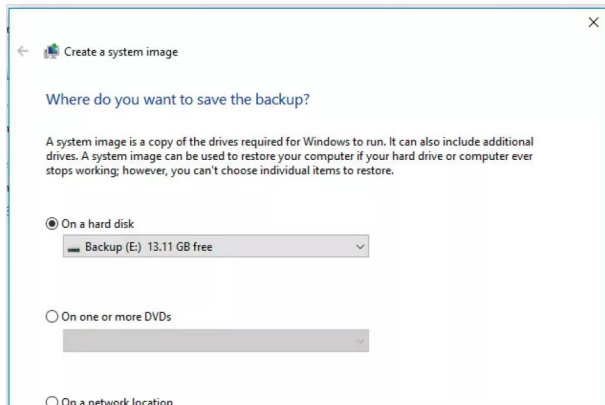 Create a system image
Where do you want to save the backup?
A system image is a copy of the drives required for Windows to run. It can also include additional
drives. A system image can be used to restore your computer if your hard drive or computer ever
stops working; however, you can't choose individual items to restore.
On a hard disk
Backup (E:) 13.11 GB free
On one or more DVDs
On a network location